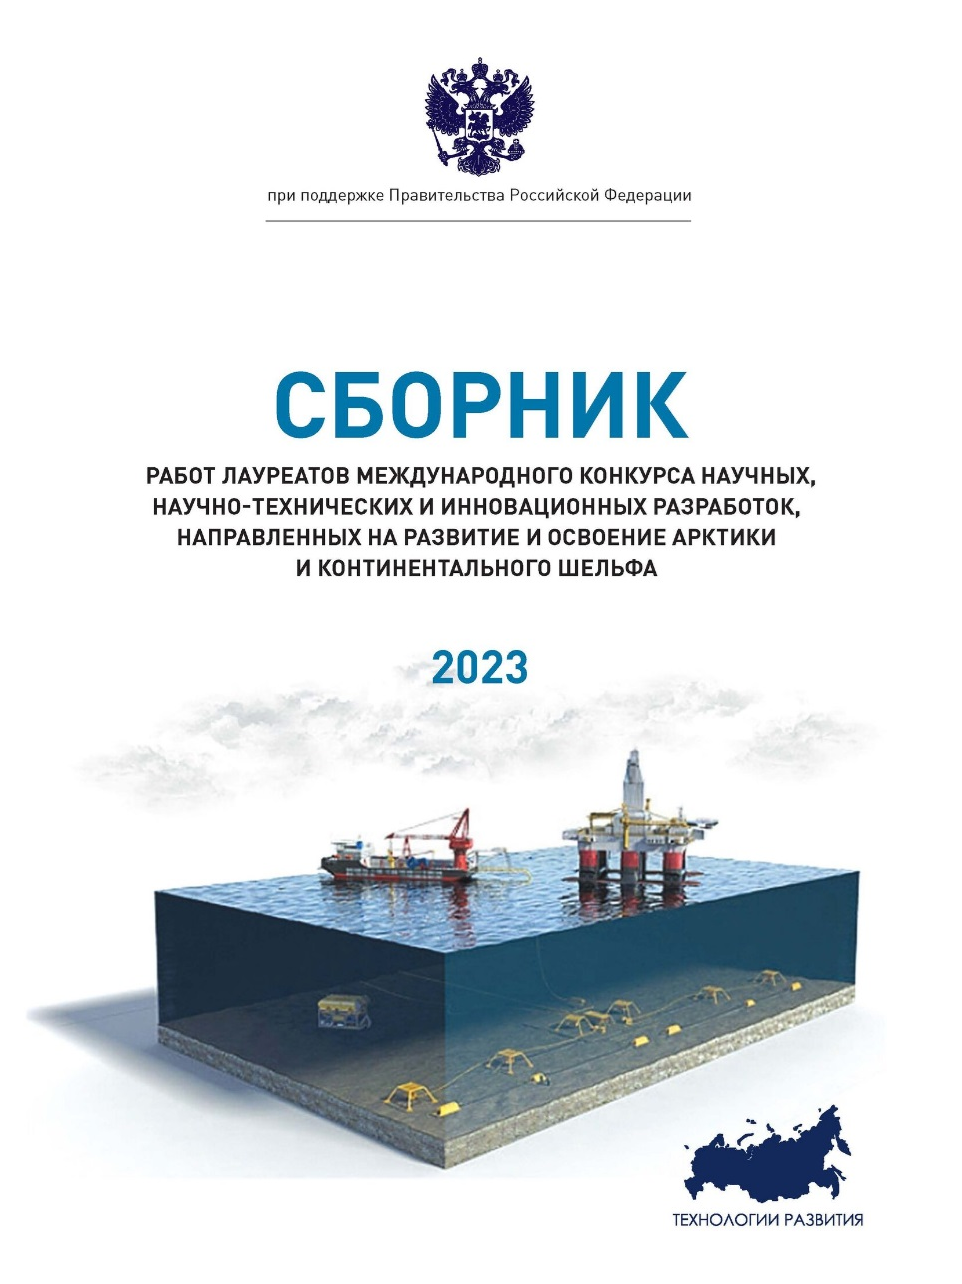 при поддержке Правительства Российской Федерации
СБОРНИК
РАБОТ ЛАУРЕАТОВ МЕЖДУНАРОДНОГО КОНКУРСА НАУЧНЫХ,
НАУЧНО-ТЕХНИЧЕСКИХ И ИННОВАЦИОННЫХ РАЗРАБОТОК,
НАПРАВЛЕННЫХ НА РАЗВИТИЕ И ОСВОЕНИЕ АРКТИКИ
И КОНТИНЕНТАЛЬНОГО ШЕЛЬФА
2023
ТЕХНОЛОГИИ РАЗВИТИЯ